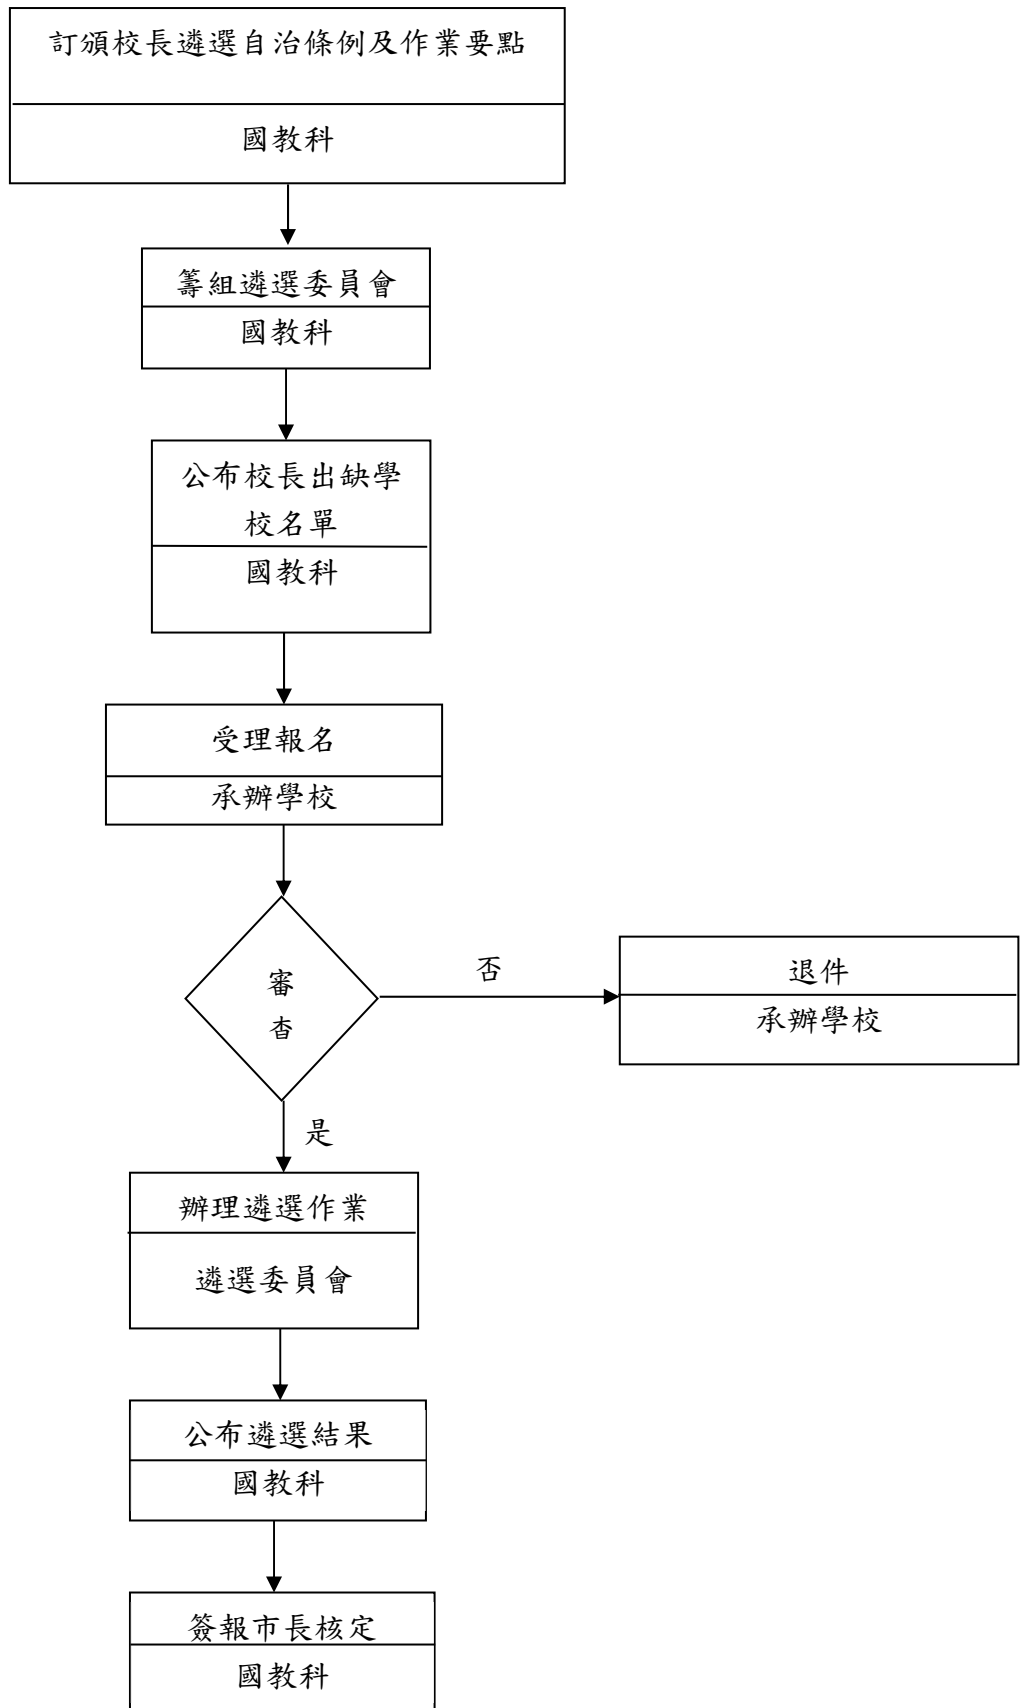 訂頒校長遴選自治條例及作業要點
國教科
籌組遴選委員會
國教科
公布校長出缺學
校名單
國教科
受理報名
承辦學校
審
查
否
退件
承辦學校
是
辦理遴選作業
遴選委員會
公布遴選結果
國教科
簽報市長核定
國教科